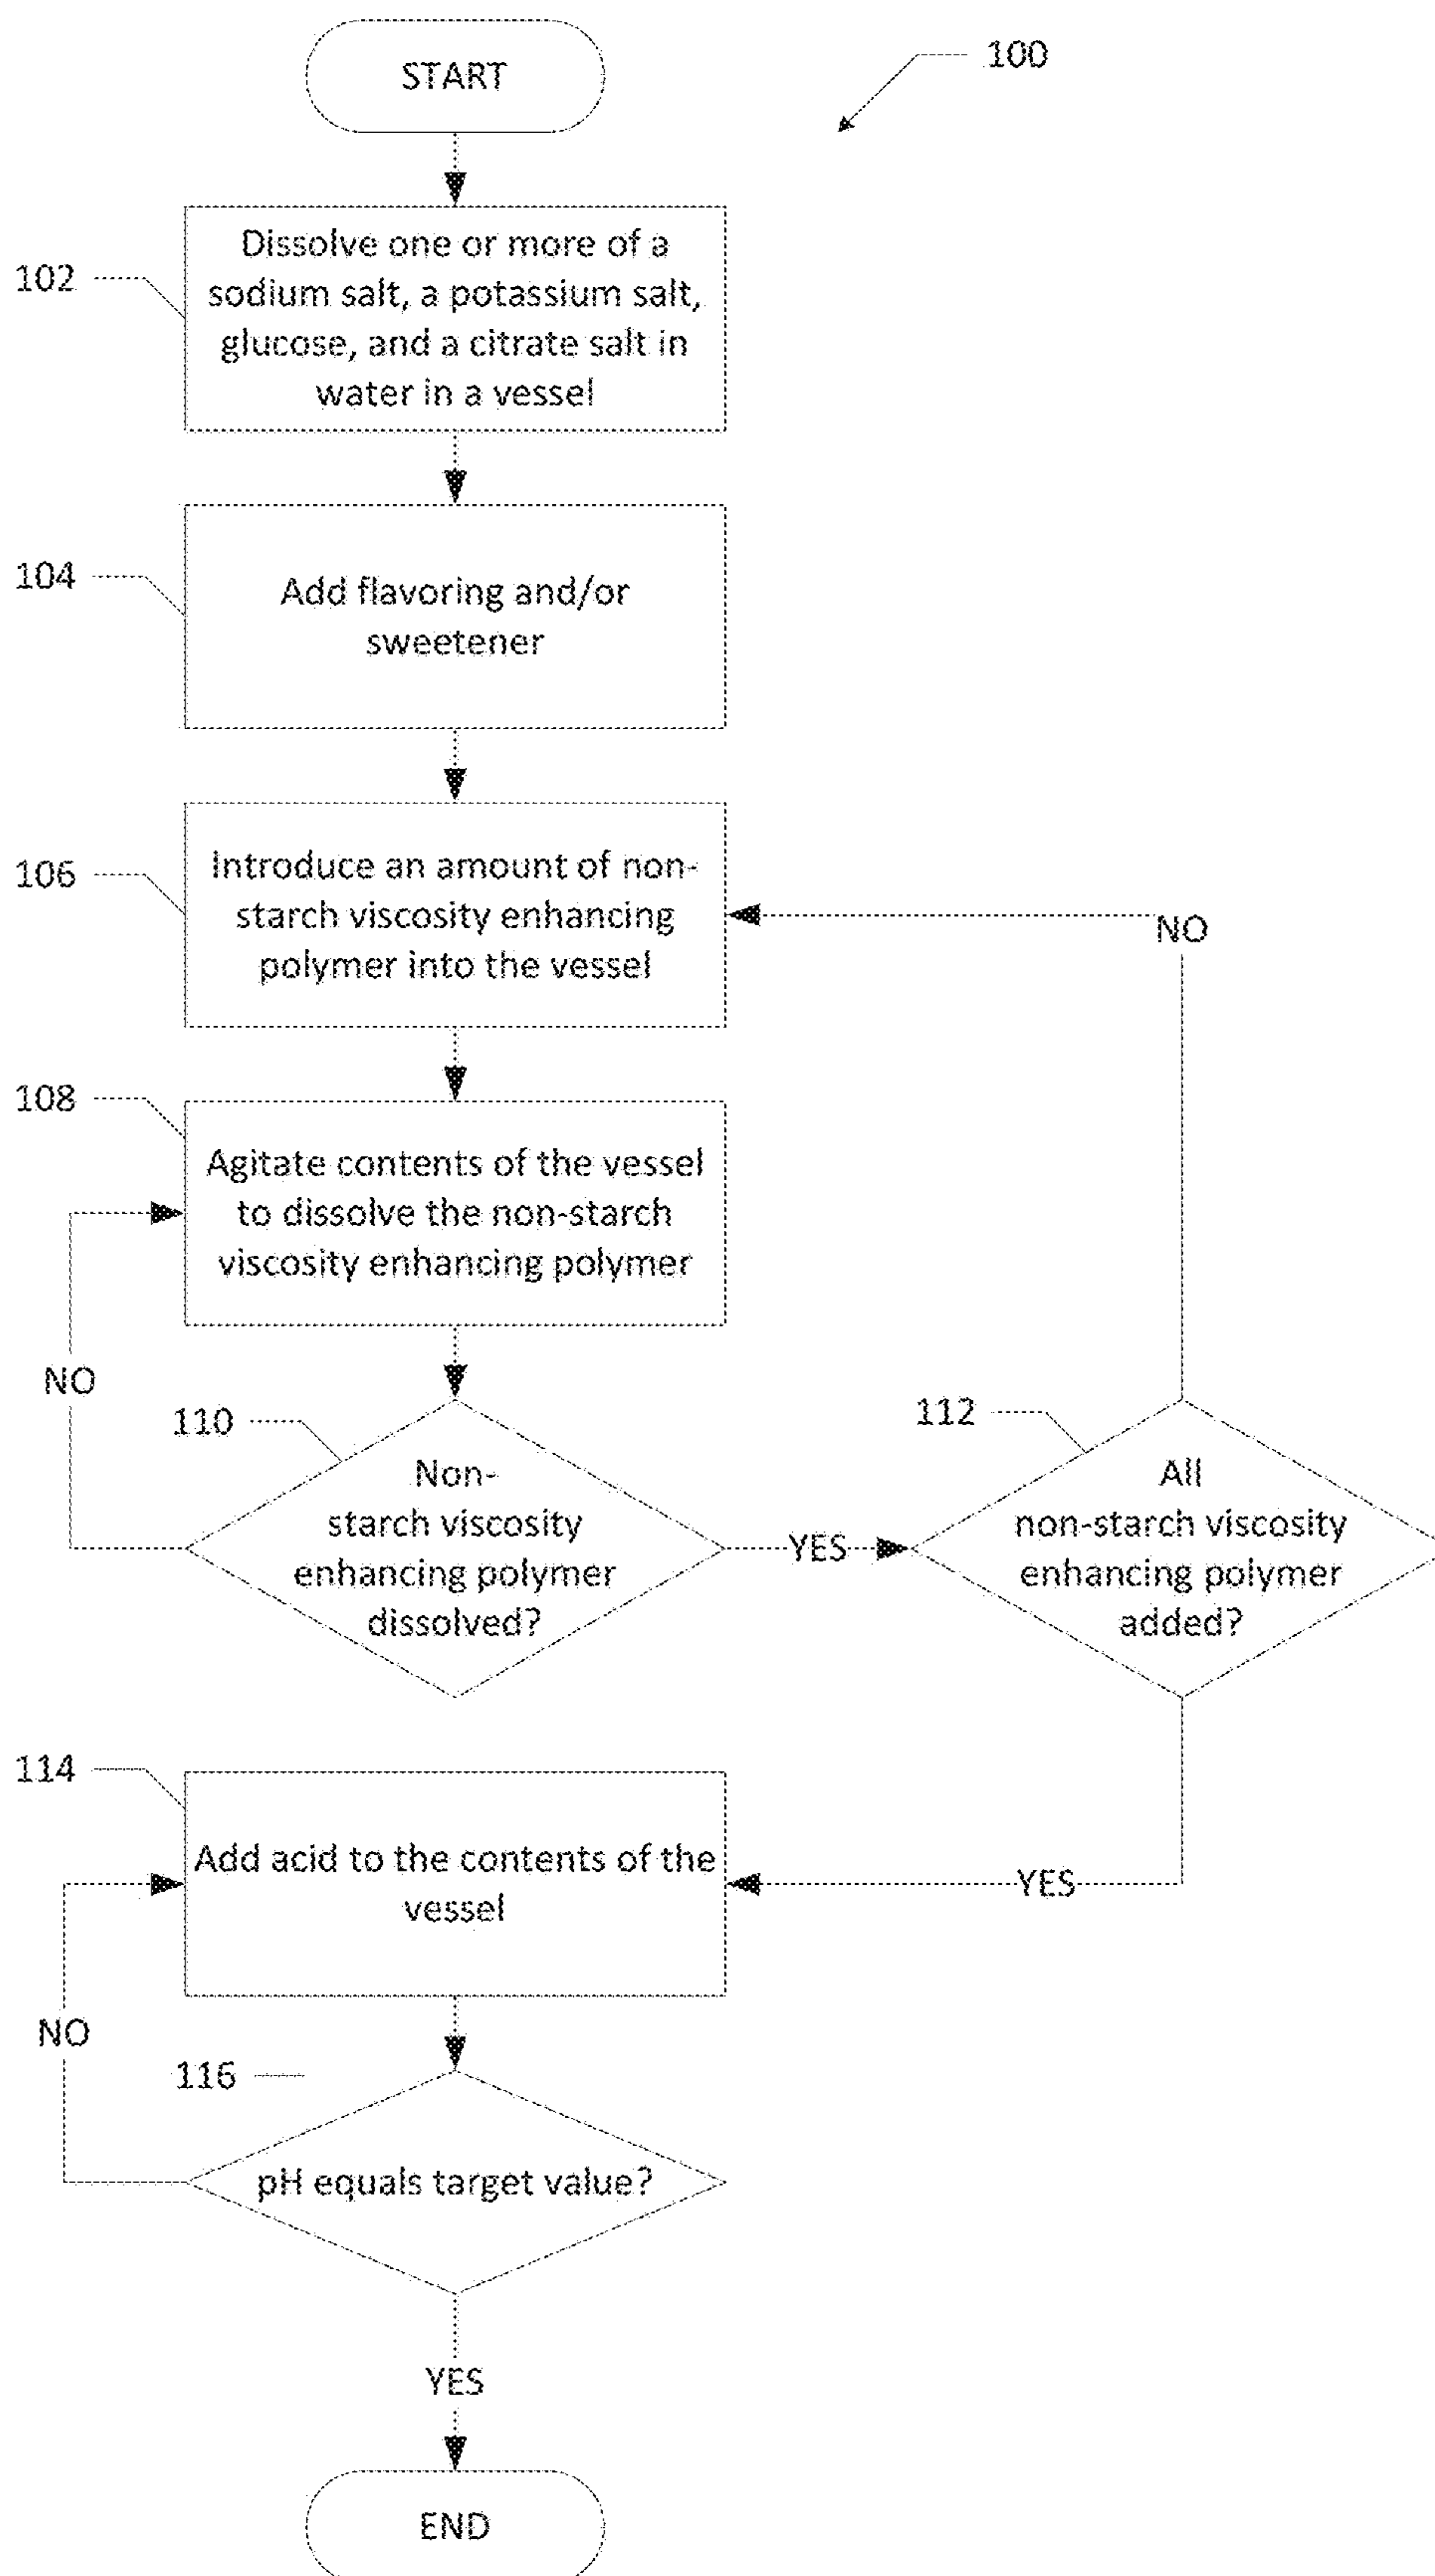 START
100
102
Dissolve one or more of a
sodium salt, a potassium salt,
glucose, and a citrate salt in
water in a vessel
104
Add flavoring and/or
sweetener
106
Introduce an amount of non-
starch viscosity enhancing
polymer into the vessel
NO
108
Agitate contents of the vessel
to dissolve the non-starch
viscosity enhancing polymer
NO
110
Non-
starch viscosity
enhancing polymer
dissolved?
YES
112
All
non-starch viscosity
enhancing polymer
added?
114
Add acid to the contents of the
vessel
YES
NO
116
pH equals target value?
YES
END